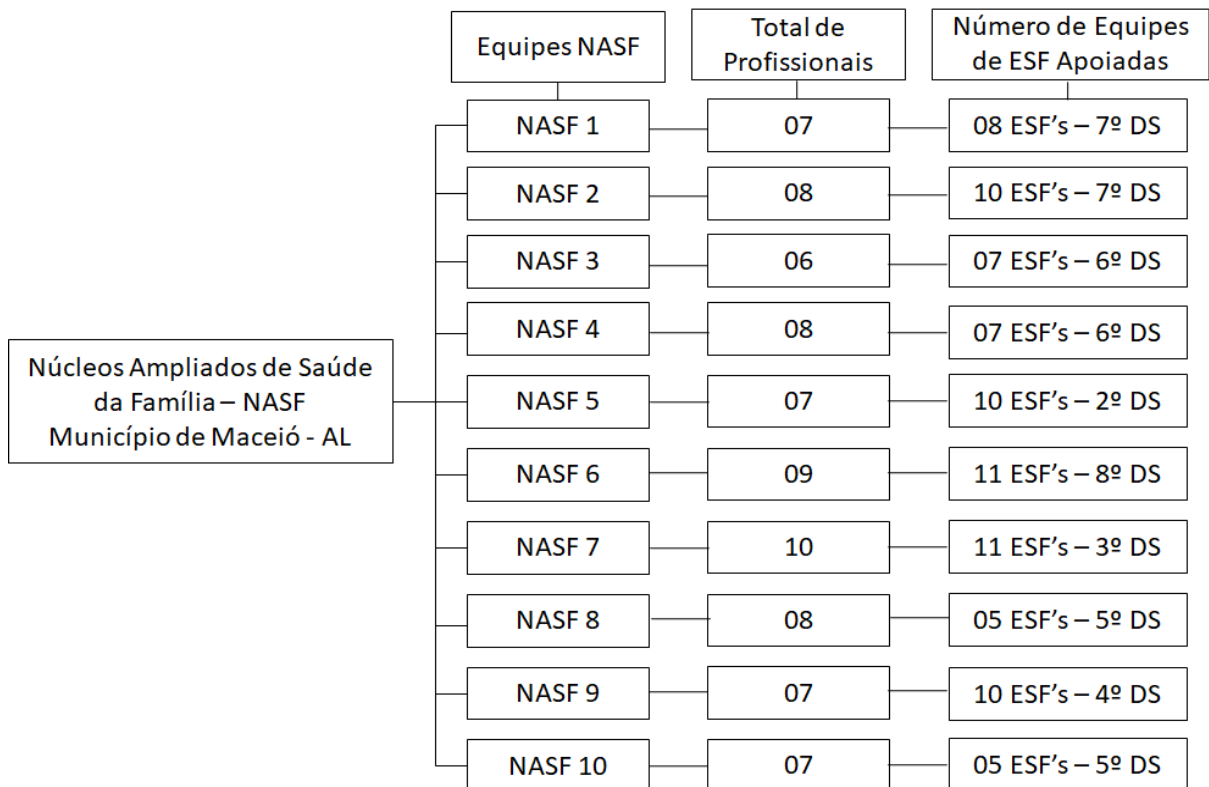 Equipes NASF
Total de
Profissionais
Número de Equipes
de ESF Apoiadas
NASF 1
07
08 ESF’s – 7º DS
NASF 2
08
10 ESF’s – 7º DS
NASF 3
06
07 ESF’s – 6º DS
NASF 4
08
07 ESF’s – 6º DS
Núcleos Ampliados de Saúde
da Família – NASF
Município de Maceió - AL
NASF 5
07
10 ESF’s – 2º DS
NASF 6
09
11 ESF’s – 8º DS
NASF 7
10
11 ESF’s – 3º DS
NASF 8
08
05 ESF’s – 5º DS
NASF 9
07
10 ESF’s – 4º DS
NASF 10
07
05 ESF’s – 5º DS